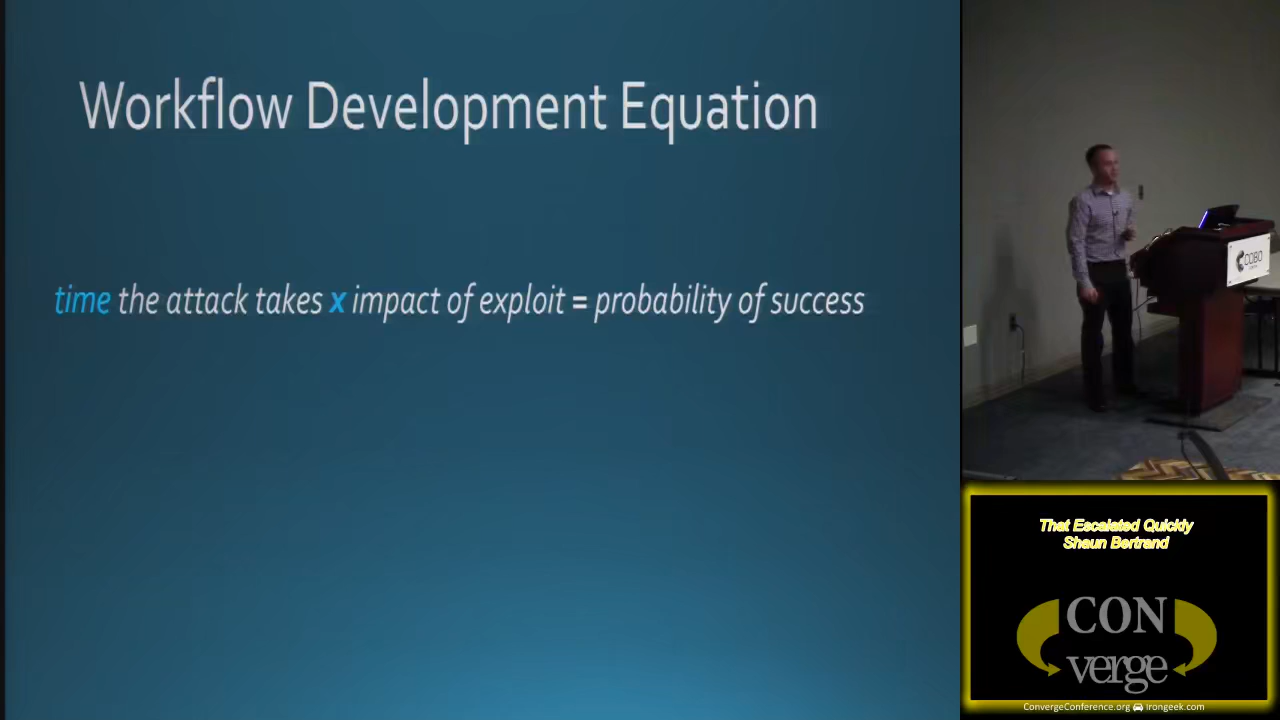 Workflow Development Equation
time the attack takes x impact of exploit = probability of success
COBO
That Escalated Quickly
Shaun Bertrand
CON
verge
ConvergeConference.org Irongeek.com